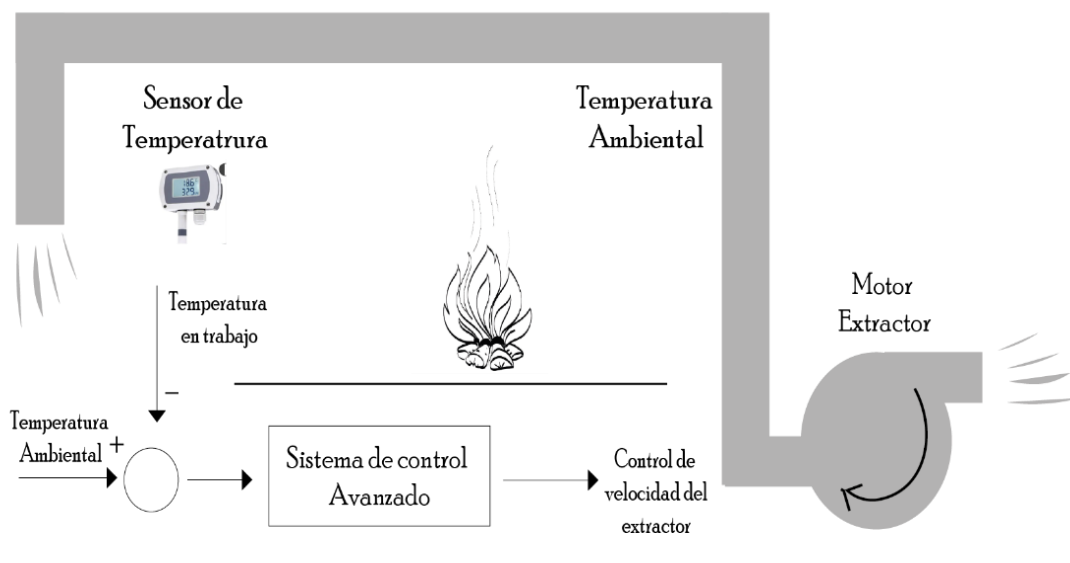 Sensor de
Temperatrura
Temperatura
Ambiental
186
Temperatura
en trabajo
Motor
Extractor
−
Temperatura
Ambiental
+
Sistema de control
Avanzado
Control de
velocidad del
extractor